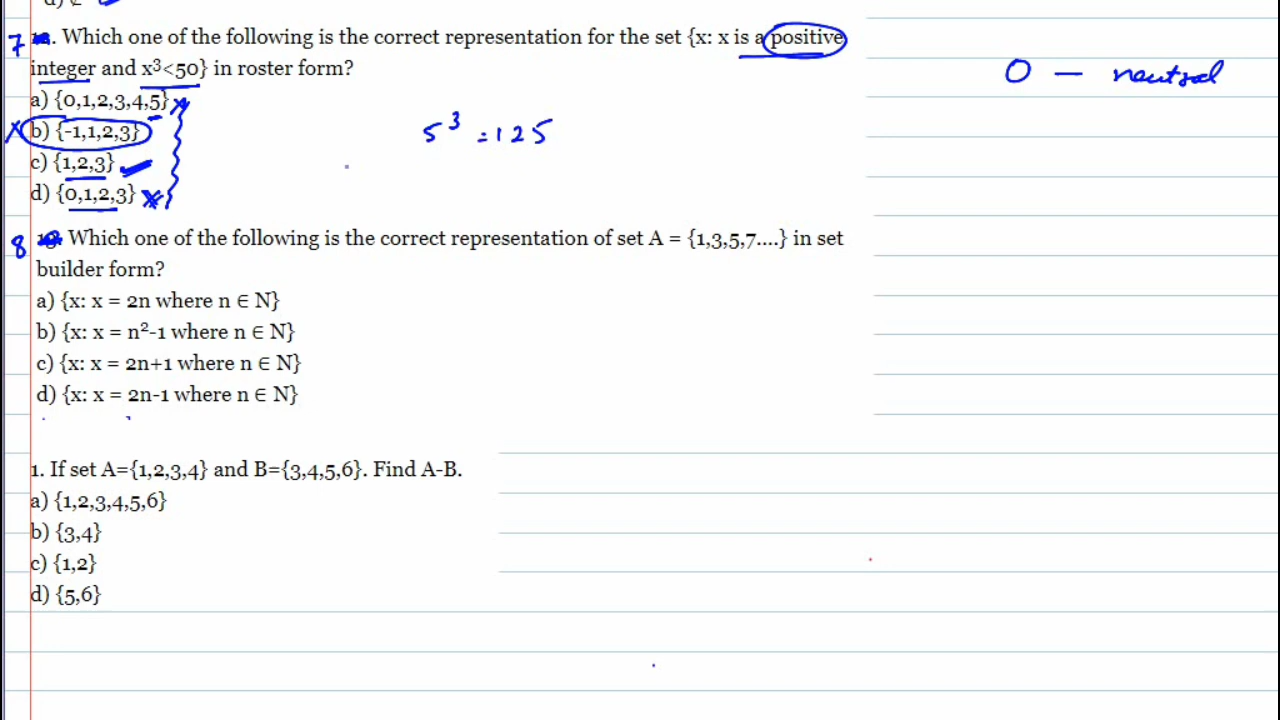 7. Which one of the following is the correct representation for the set {x: x is a positive
integer and x³<50} in roster form?
0 — neutral
a) {0,1,2,3,4,5}
b) {-1,1,2,3}
5³ = 125
c) {1,2,3}
d) {0,1,2,3}
8 Which one of the following is the correct representation of set A = {1,3,5,7....} in set
builder form?
a) {x: x = 2n where n ∈ N}
b) {x: x = n²-1 where n ∈ N}
c) {x: x = 2n+1 where n ∈ N}
d) {x: x = 2n-1 where n ∈ N}
1. If set A={1,2,3,4} and B={3,4,5,6}. Find A-B.
a) {1,2,3,4,5,6}
b) {3,4}
c) {1,2}
d) {5,6}